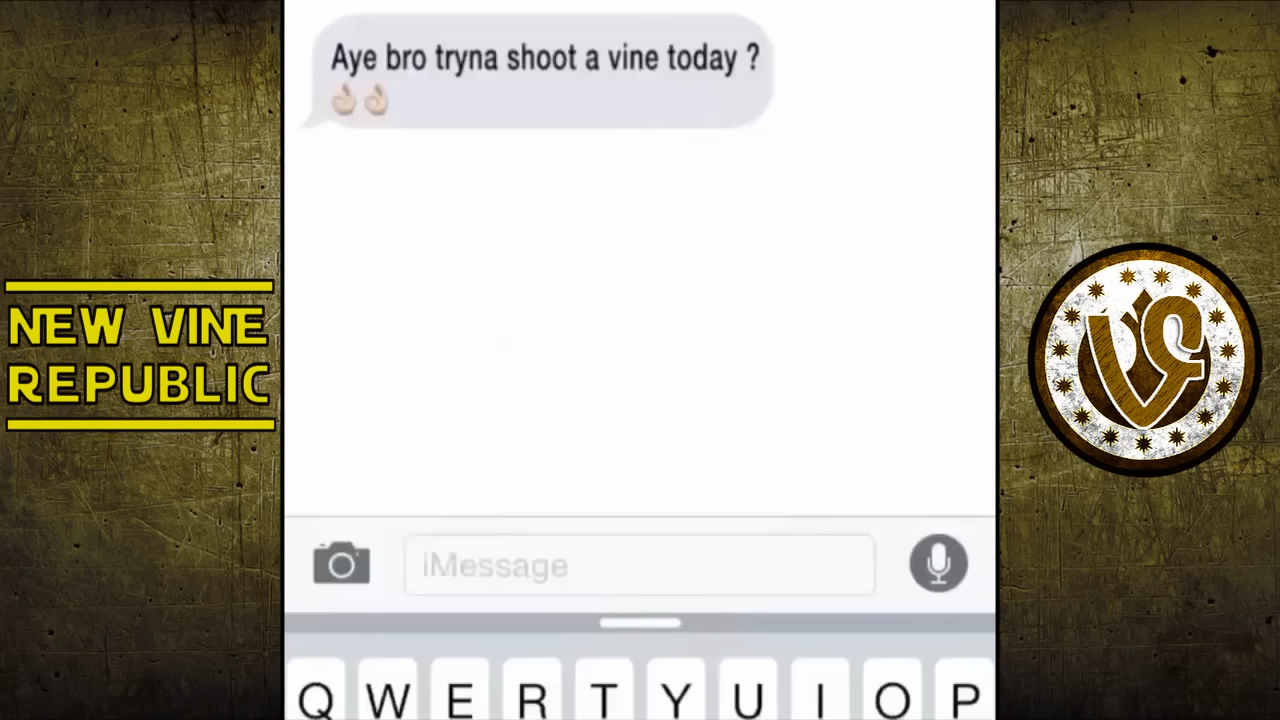 Aye bro tryna shoot a vine today ?
👌🏼👌🏼
NEW VINE
REPUBLIC
iMessage
Q W E R T Y U I O P